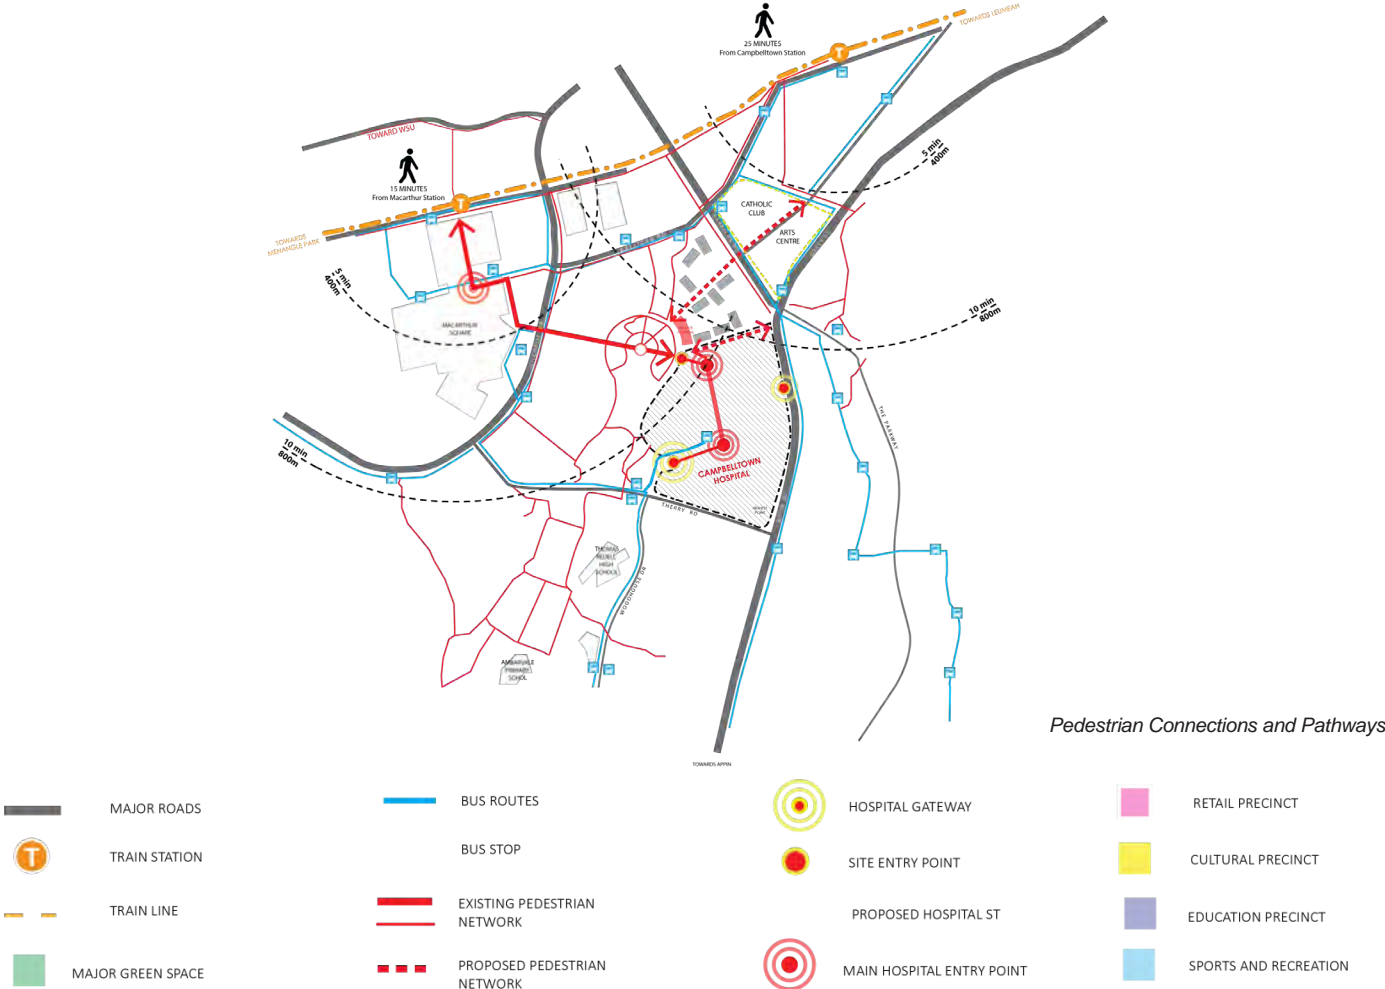 TOWARDS LEUMEAH
25 MINUTES
From Campbelltown Station
T
TOWARD WSU
5 min
400m
15 MINUTES
From Macarthur Station
T
CATHOLIC
CLUB
ARTS
CENTRE
TOWARDS
MENANGLE PARK
5 min
400m
10 min
800m
MACARTHUR
SQUARE
THE PARKWAY
10 min
800m
CAMPBELLTOWN
HOSPITAL
THERRY RD
THOMAS
REDELL
HIGH
SCHOOL
WOODHOUSE DR
AMBARVALE
PRIMARY
SCHOL
TOWARDS APPIN
Pedestrian Connections and Pathways
MAJOR ROADS
T
TRAIN STATION
TRAIN LINE
MAJOR GREEN SPACE
BUS ROUTES
BUS STOP
EXISTING PEDESTRIAN
NETWORK
PROPOSED PEDESTRIAN
NETWORK
HOSPITAL GATEWAY
SITE ENTRY POINT
PROPOSED HOSPITAL ST
MAIN HOSPITAL ENTRY POINT
RETAIL PRECINCT
CULTURAL PRECINCT
EDUCATION PRECINCT
SPORTS AND RECREATION